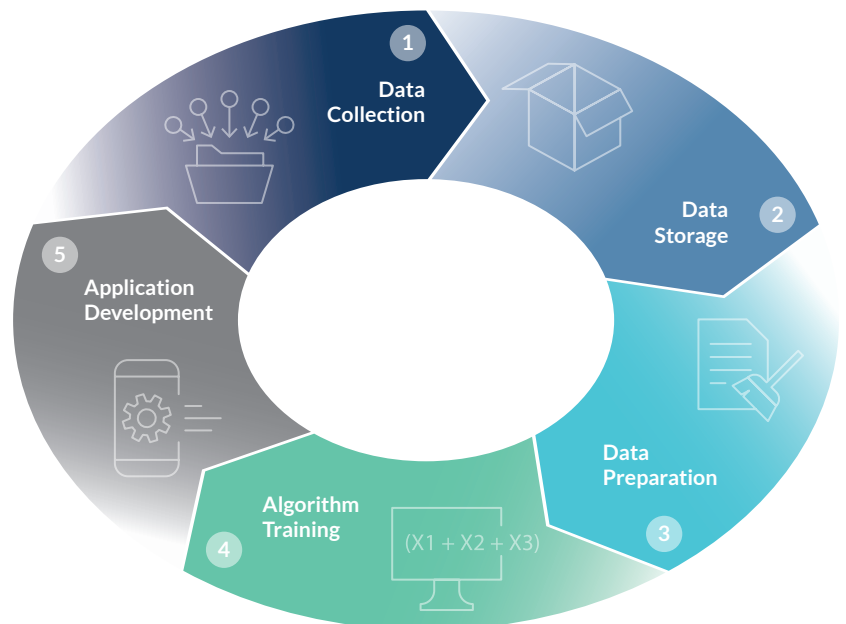 1
Data
Collection
2
Data
Storage
3
Data
Preparation
4
Algorithm
Training
(X1 + X2 + X3)
5
Application
Development